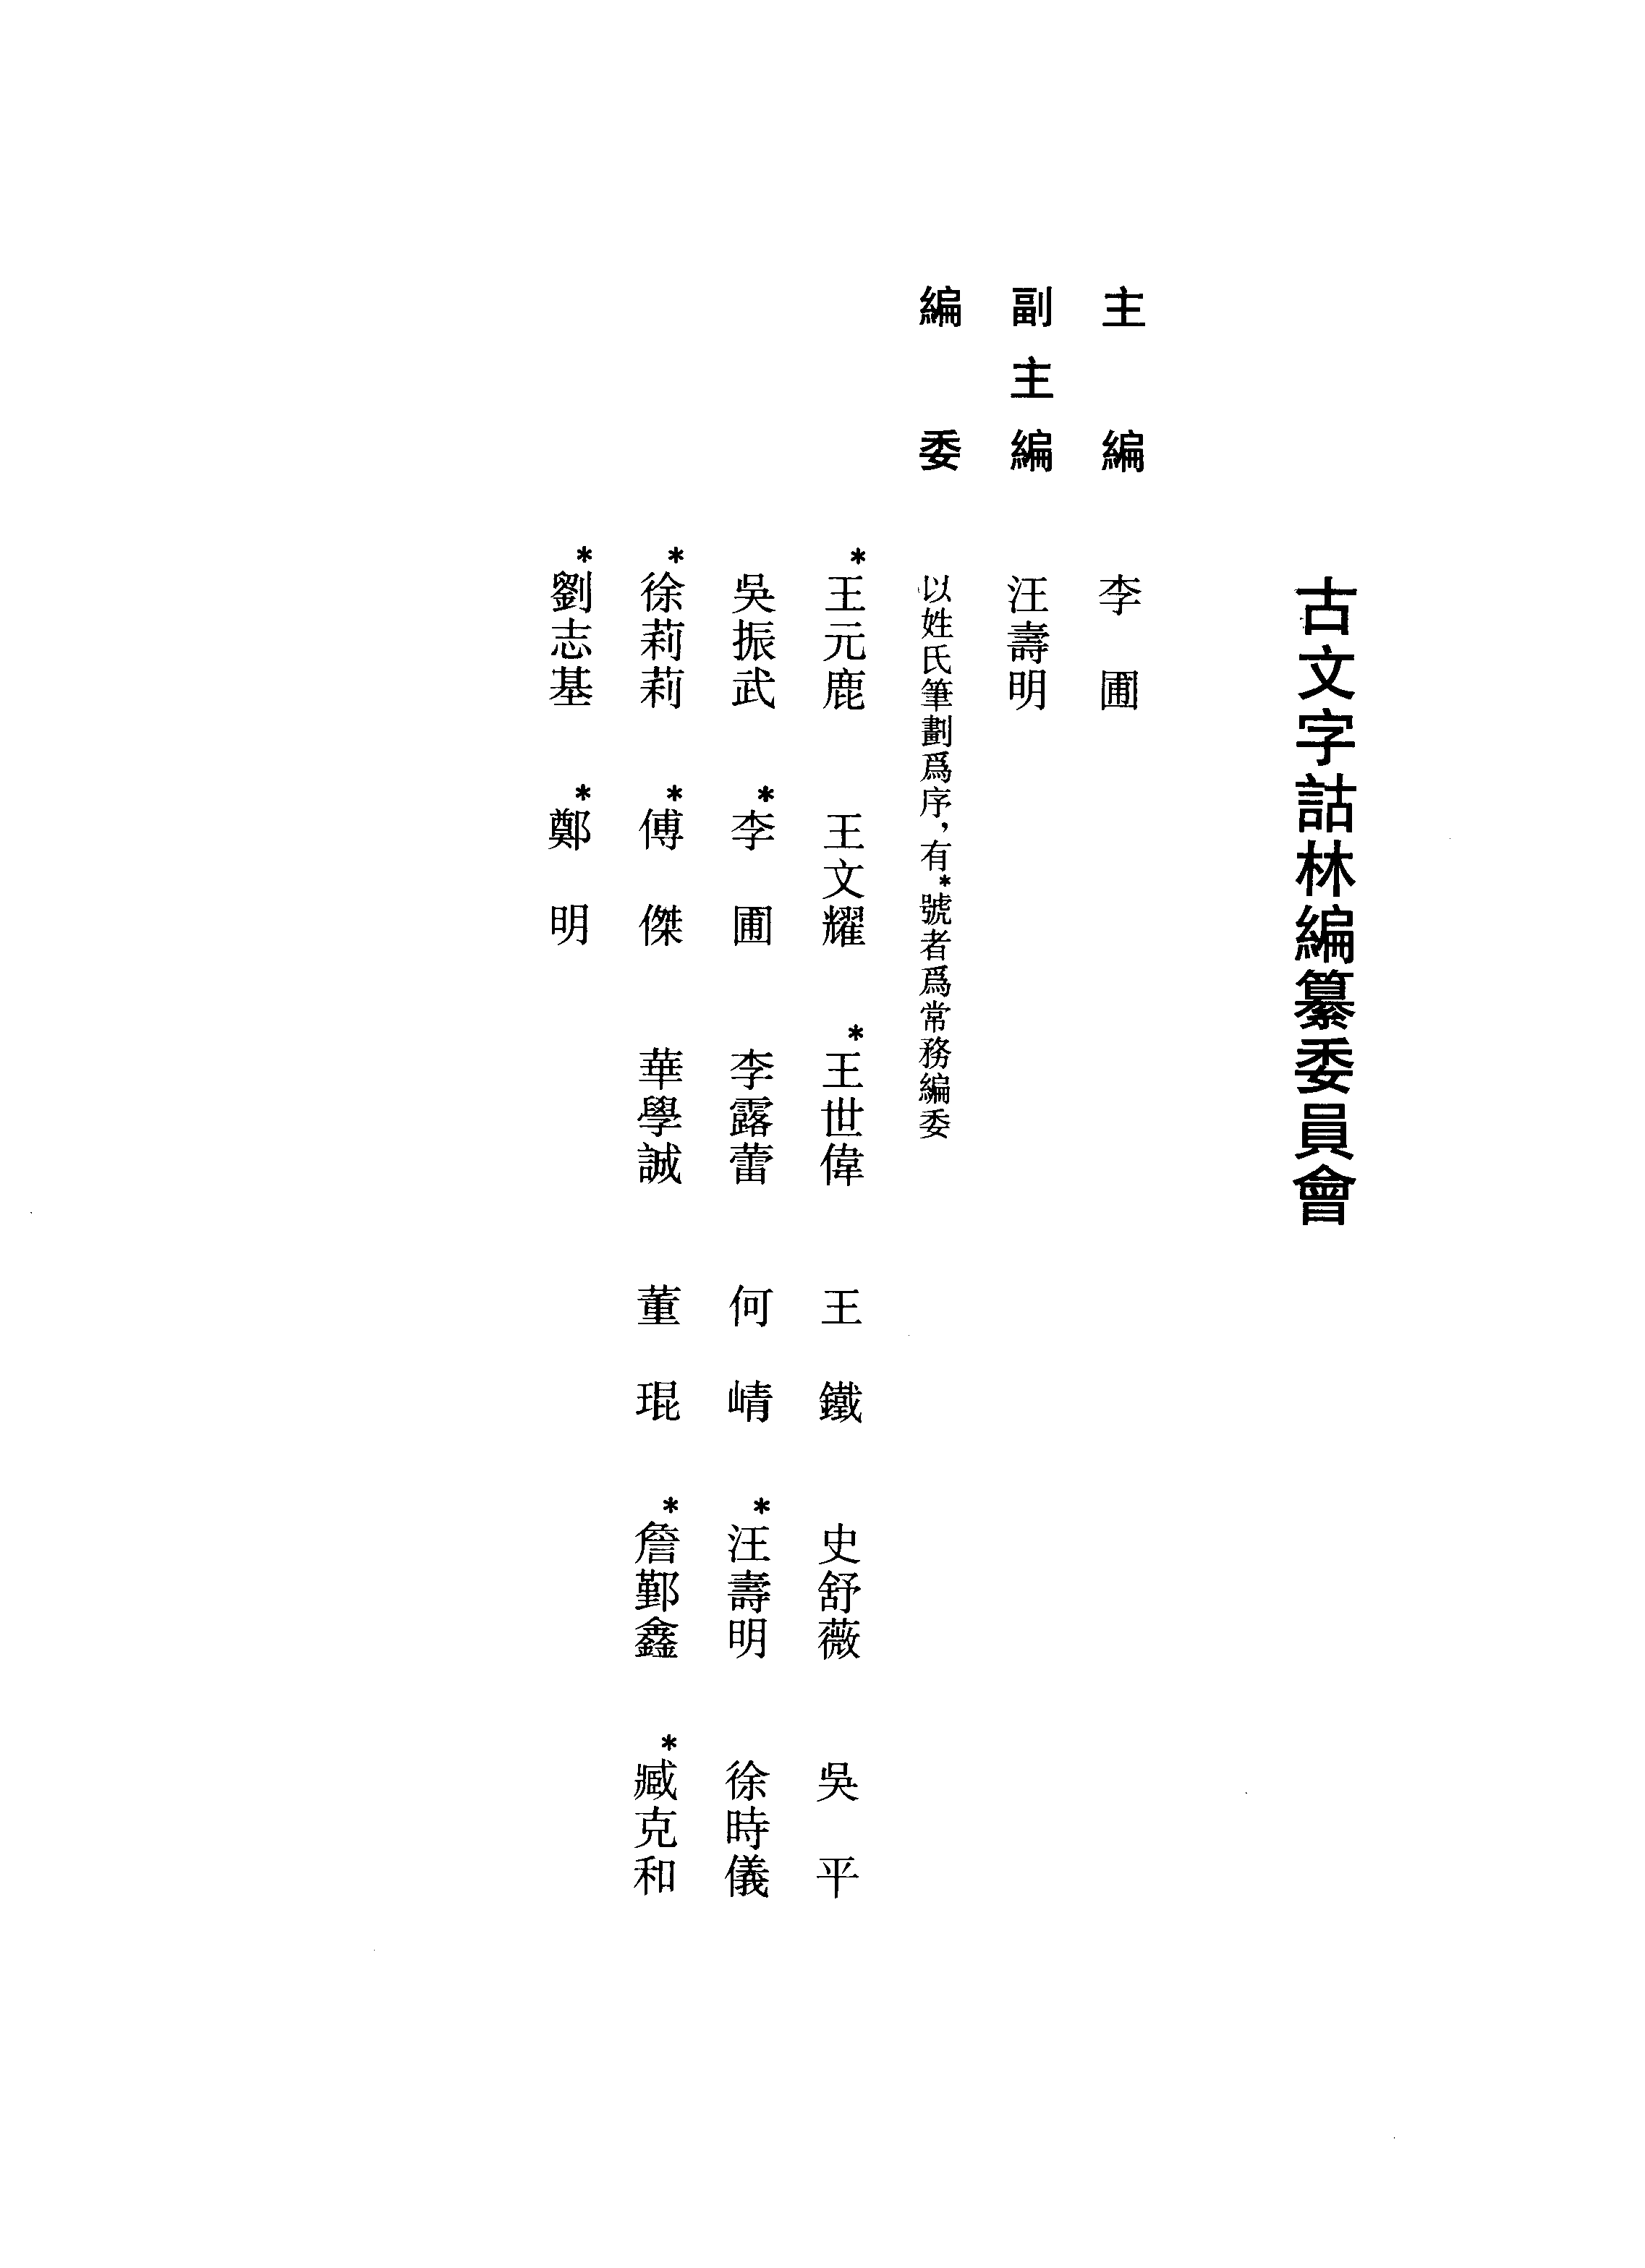 古文字詁林編纂委員會
主編 李圃
副主編 汪壽明
編委 以姓氏筆劃爲序，有*號者爲常務編委
*王元鹿 王文耀 *王世偉 王鐵 史舒薇 吳平
吳振武 *李圃 李露蕾 何崝 *汪壽明 徐時儀
*徐莉莉 *傅傑 華學誠 董琨 *詹鄞鑫 *臧克和
*劉志基 *鄭明